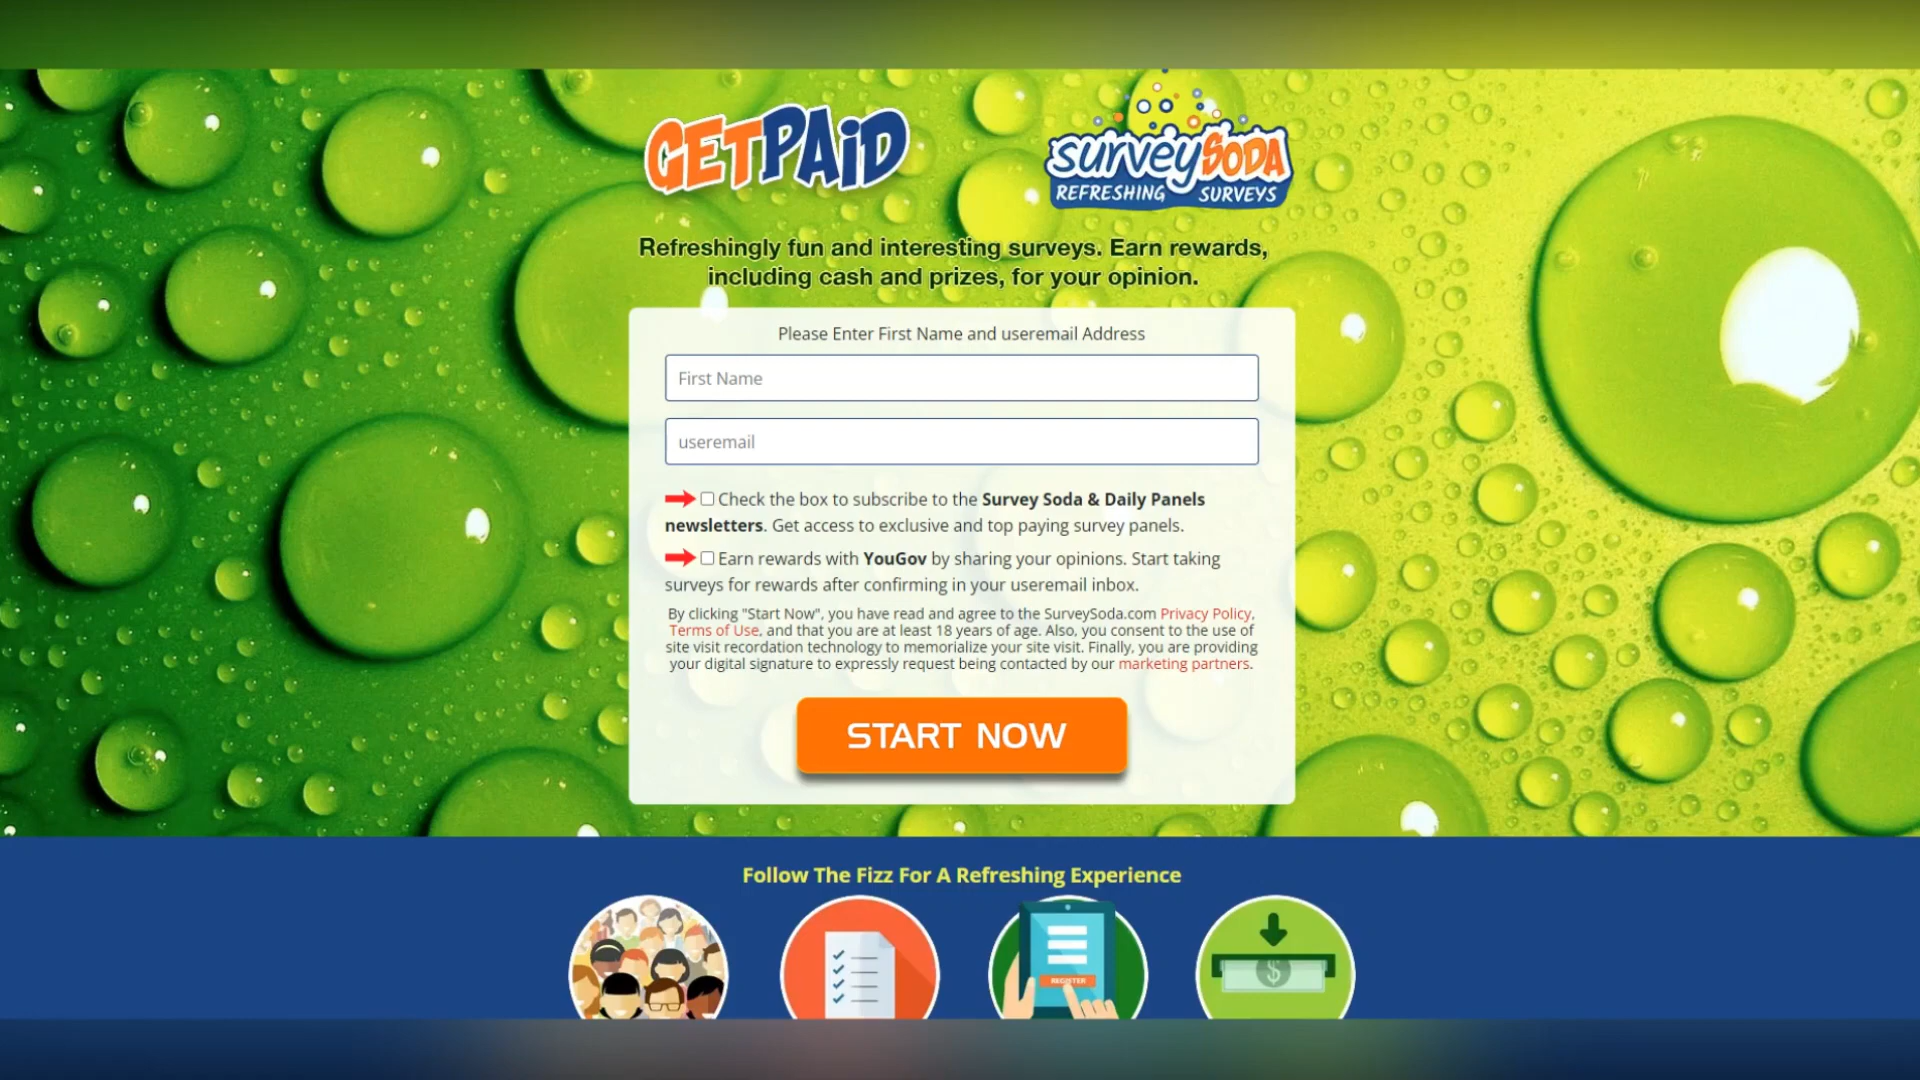 GETPAiD
surveySODA
REFRESHING SURVEYS
Refreshingly fun and interesting surveys. Earn rewards,
including cash and prizes, for your opinion.
Please Enter First Name and useremail Address
First Name
useremail
Check the box to subscribe to the Survey Soda & Daily Panels
newsletters. Get access to exclusive and top paying survey panels.
Earn rewards with YouGov by sharing your opinions. Start taking
surveys for rewards after confirming in your useremail inbox.
By clicking "Start Now", you have read and agree to the SurveySoda.com Privacy Policy,
Terms of Use, and that you are at least 18 years of age. Also, you consent to the use of
site visit recordation technology to memorialize your site visit. Finally, you are providing
your digital signature to expressly request being contacted by our marketing partners.
START NOW
Follow The Fizz For A Refreshing Experience
REGISTER
$